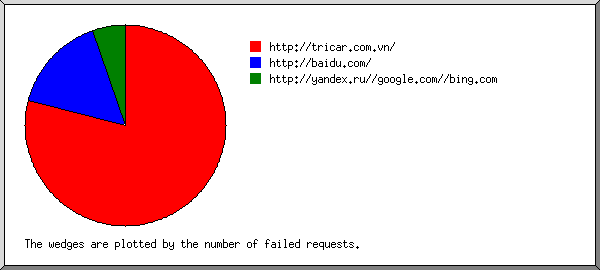 http://tricar.com.vn/
http://baidu.com/
http://yandex.ru//google.com//bing.com
The wedges are plotted by the number of failed requests.